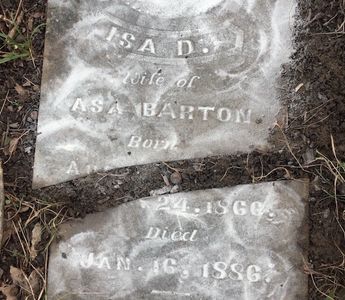 ISA D.
Wife of
ASA BARTON
Born
24, 1866.
Died
JAN. 16, 1886.